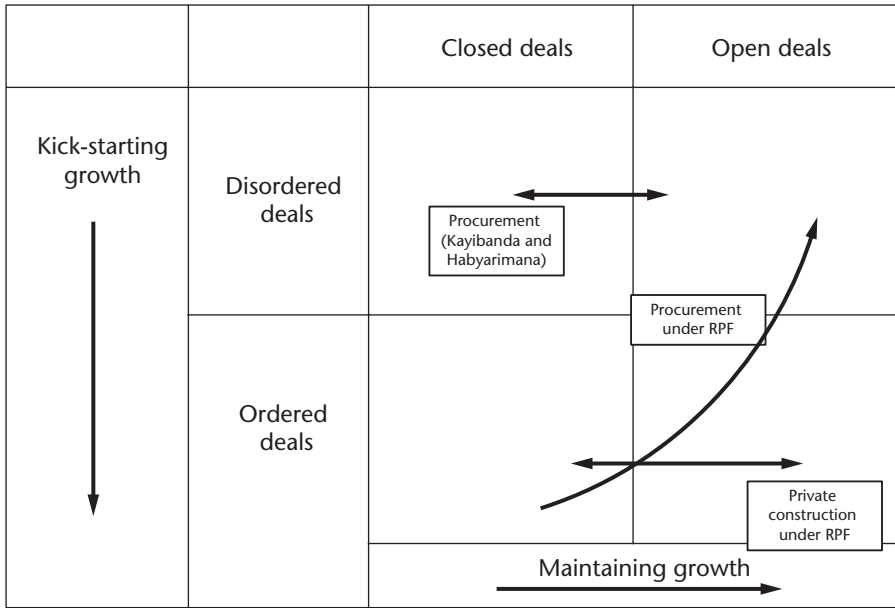 Closed deals
Open deals
Kick-starting
growth
Disordered
deals
Procurement
(Kayibanda and
Habyarimana)
Procurement
under RPF
Ordered
deals
Private
construction
under RPF
Maintaining growth